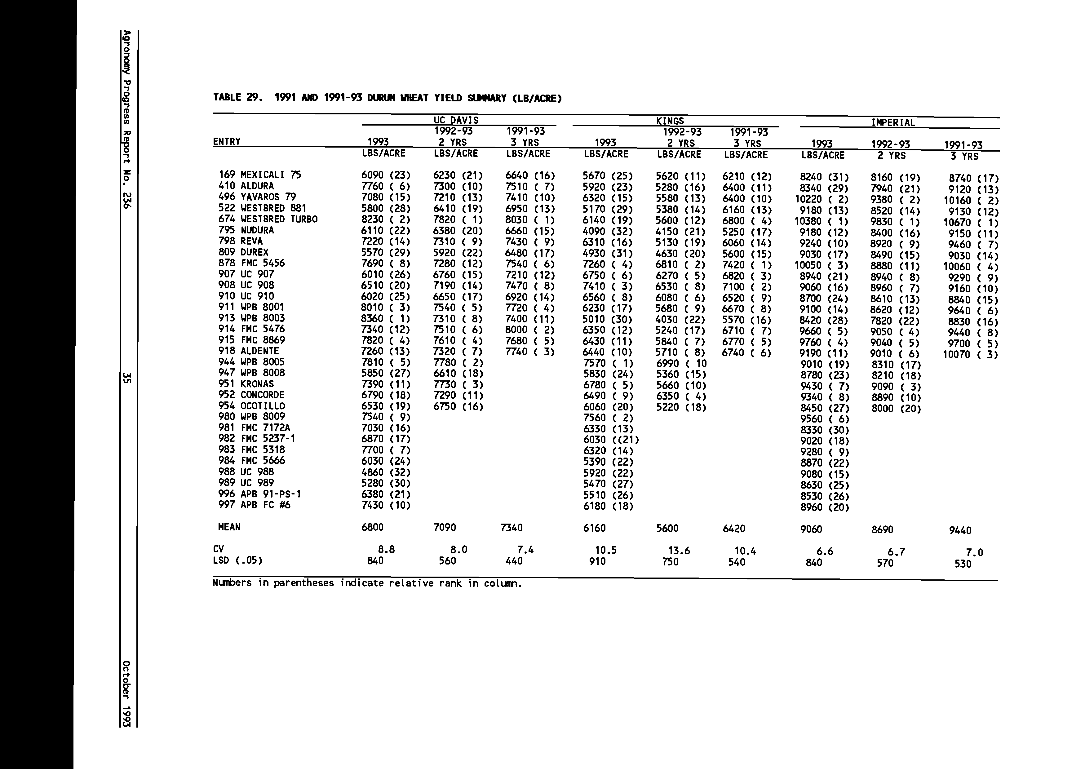 Agronomy Progress Report No. 236
35
October 1993
TABLE 29. 1991 AND 1991-93 DURUM WHEAT YIELD SUMMARY (LB/ACRE)
UC DAVIS KINGS IMPERIAL
1992-93 1991-93 1992-93 1991-93
ENTRY 1993 2 YRS 3 YRS 1993 2 YRS 3 YRS 1993 1992-93 1991-93
LBS/ACRE LBS/ACRE LBS/ACRE LBS/ACRE LBS/ACRE LBS/ACRE LBS/ACRE 2 YRS 3 YRS
169 MEXICALI 75 6090 (23) 6230 (21) 6640 (16) 5670 (25) 5620 (11) 6210 (12) 8240 (31) 8160 (19) 8740 (17)
410 ALDURA 7760 ( 6) 7300 (10) 7510 ( 7) 5920 (23) 5280 (16) 6400 (11) 8340 (29) 7940 (21) 9120 (13)
496 YAVAROS 79 7080 (15) 7210 (13) 7410 (10) 6320 (15) 5580 (13) 6400 (10) 10220 ( 2) 9380 ( 2) 10160 ( 2)
522 WESTBRED 881 5800 (28) 6410 (19) 6950 (13) 5170 (29) 5380 (14) 6160 (13) 9180 (13) 8520 (14) 9130 (12)
674 WESTBRED TURBO 8230 ( 2) 7820 ( 1) 8030 ( 1) 6140 (19) 5600 (12) 6800 ( 4) 10380 ( 1) 9830 ( 1) 10670 ( 1)
795 NUDURA 6110 (22) 6380 (20) 6660 (15) 4090 (32) 4150 (21) 5250 (17) 9180 (12) 8400 (16) 9150 (11)
798 REVA 7220 (14) 7310 ( 9) 7430 ( 9) 6310 (16) 5130 (19) 6060 (14) 9240 (10) 8920 ( 9) 9460 ( 7)
809 DUREX 5570 (29) 5920 (22) 6480 (17) 4930 (31) 4630 (20) 5600 (15) 9030 (17) 8490 (15) 9030 (14)
878 FMC 5456 7690 ( 8) 7280 (12) 7540 ( 6) 7260 ( 4) 6810 ( 2) 7420 ( 1) 10050 ( 3) 8880 (11) 10060 ( 4)
907 UC 907 6010 (26) 6760 (15) 7210 (12) 6750 ( 6) 6270 ( 5) 6820 ( 3) 8940 (21) 8940 ( 8) 9290 ( 9)
908 UC 908 6510 (20) 7190 (14) 7470 ( 8) 7410 ( 3) 6530 ( 8) 7100 ( 2) 9060 (16) 8960 ( 7) 9160 (10)
910 UC 910 6020 (25) 6650 (17) 6920 (14) 6560 ( 8) 6080 ( 6) 6520 ( 9) 8700 (24) 8610 (13) 8840 (15)
911 WPB 8001 8010 ( 3) 7540 ( 5) 7720 ( 4) 6230 (17) 5680 ( 9) 6670 ( 8) 9100 (14) 8620 (12) 9640 ( 6)
913 WPB 8003 8360 ( 1) 7310 ( 8) 7400 (11) 5010 (30) 4030 (22) 5570 (16) 8420 (28) 7820 (22) 8830 (16)
914 FMC 5476 7340 (12) 7510 ( 6) 8000 ( 2) 6350 (12) 5240 (17) 6710 ( 7) 9660 ( 5) 9050 ( 4) 9440 ( 8)
915 FMC 8869 7820 ( 4) 7610 ( 4) 7680 ( 5) 6430 (11) 5840 ( 7) 6770 ( 5) 9760 ( 4) 9040 ( 5) 9700 ( 5)
918 ALDENTE 7260 (13) 7320 ( 7) 7740 ( 3) 6440 (10) 5710 ( 8) 6740 ( 6) 9190 (11) 9010 ( 6) 10070 ( 3)
944 WPB 8005 7810 ( 5) 7780 ( 2) 7570 ( 1) 6990 ( 10 9010 (19) 8310 (17)
947 WPB 8008 5850 (27) 6610 (18) 5830 (24) 5360 (15) 8780 (23) 8210 (18)
951 KRONAS 7390 (11) 7730 ( 3) 6780 ( 5) 5660 (10) 9430 ( 7) 9090 ( 3)
952 CONCORDE 6790 (18) 7290 (11) 6490 ( 9) 6350 ( 4) 9340 ( 8) 8890 (10)
954 OCOTILLO 6530 (19) 6750 (16) 6060 (20) 5220 (18) 8450 (27) 8000 (20)
980 WPB 8009 7540 ( 9) 7560 ( 2) 9560 ( 6)
981 FMC 7172A 7030 (16) 6330 (13) 8330 (30)
982 FMC 5237-1 6870 (17) 6030 ((21) 9020 (18)
983 FMC 5318 7700 ( 7) 6320 (14) 9280 ( 9)
984 FMC 5666 6030 (24) 5390 (22) 8870 (22)
988 UC 988 4860 (32) 5920 (22) 9080 (15)
989 UC 989 5280 (30) 5470 (27) 8630 (25)
996 APB 91-PS-1 6380 (21) 5510 (26) 8530 (26)
997 APB FC #6 7430 (10) 6180 (18) 8960 (20)
MEAN 6800 7090 7340 6160 5600 6420 9060 8690 9440
CV 8.8 8.0 7.4 10.5 13.6 10.4 6.6 6.7 7.0
LSD (.05) 840 560 440 910 750 540 840 570 530
Numbers in parentheses indicate relative rank in column.